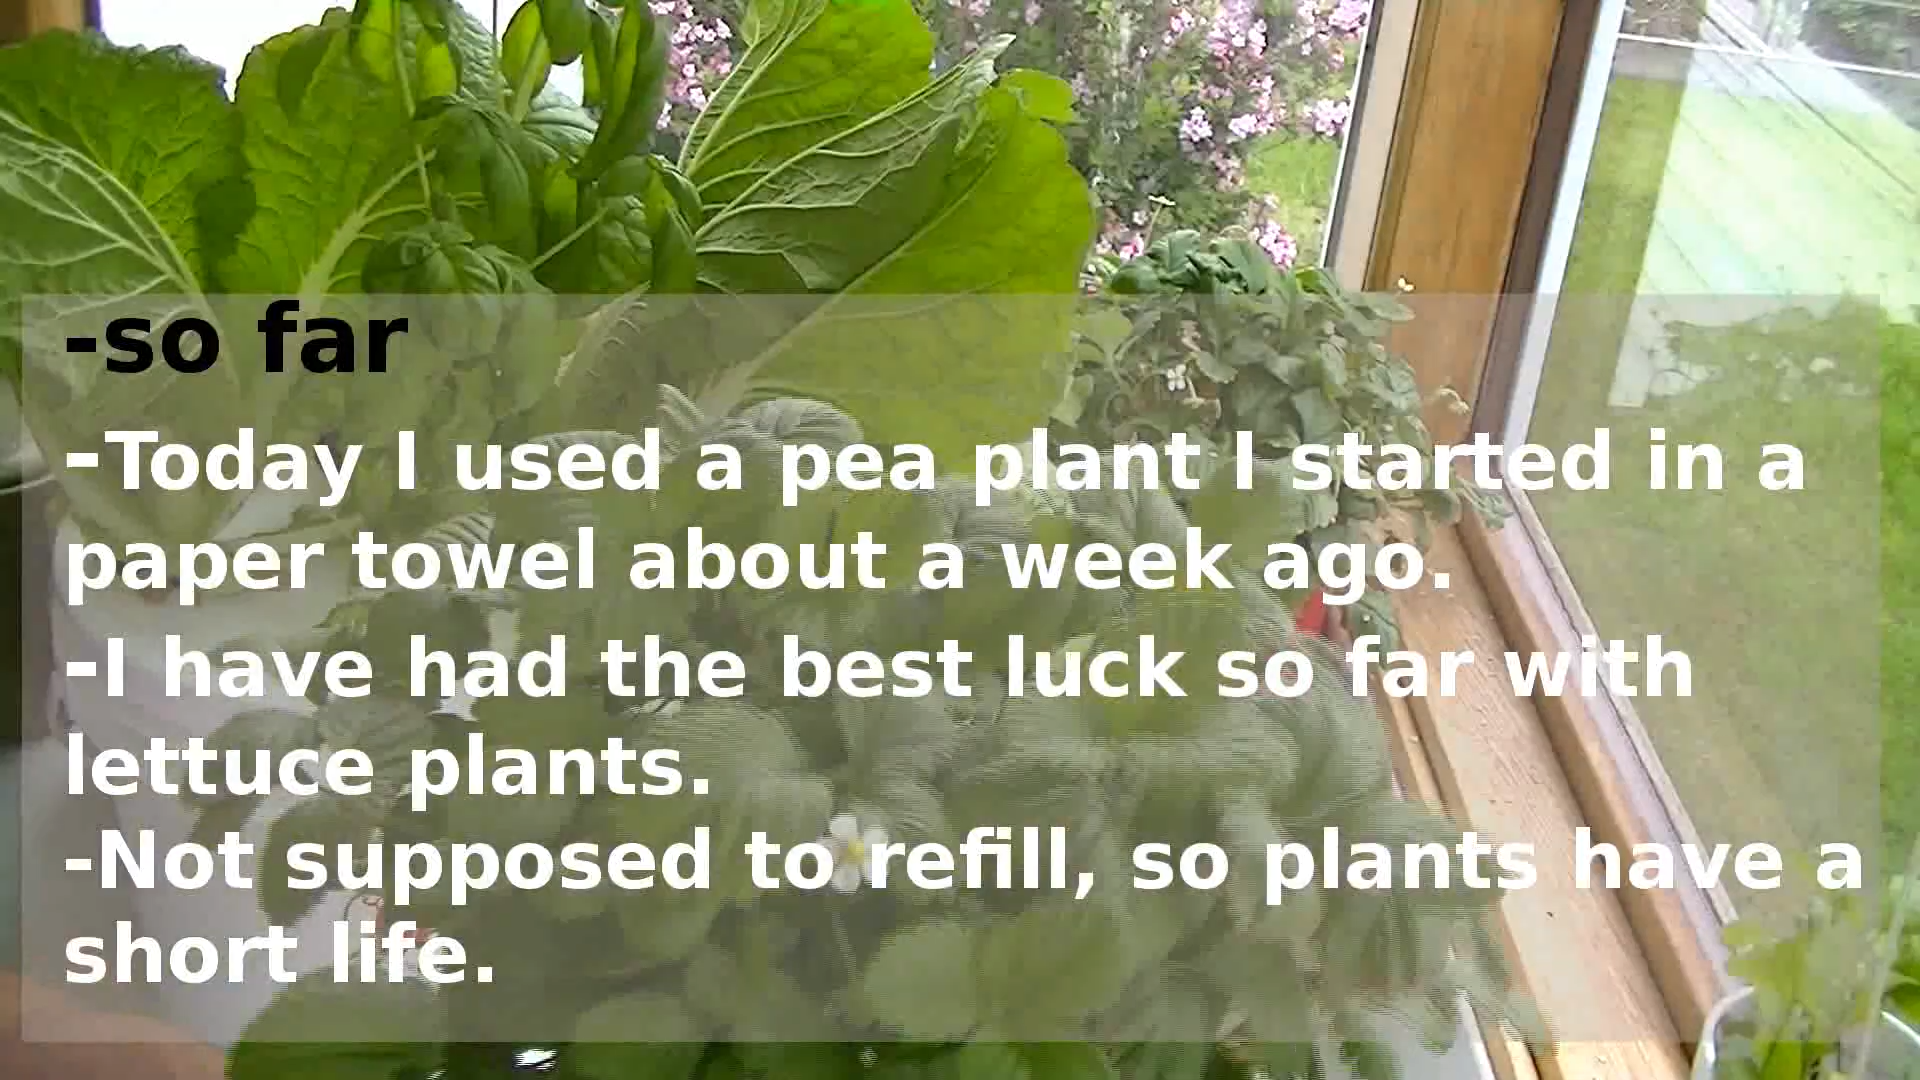 -so far
-Today I used a pea plant I started in a
paper towel about a week ago.
-I have had the best luck so far with
lettuce plants.
-Not supposed to refill, so plants have a
short life.